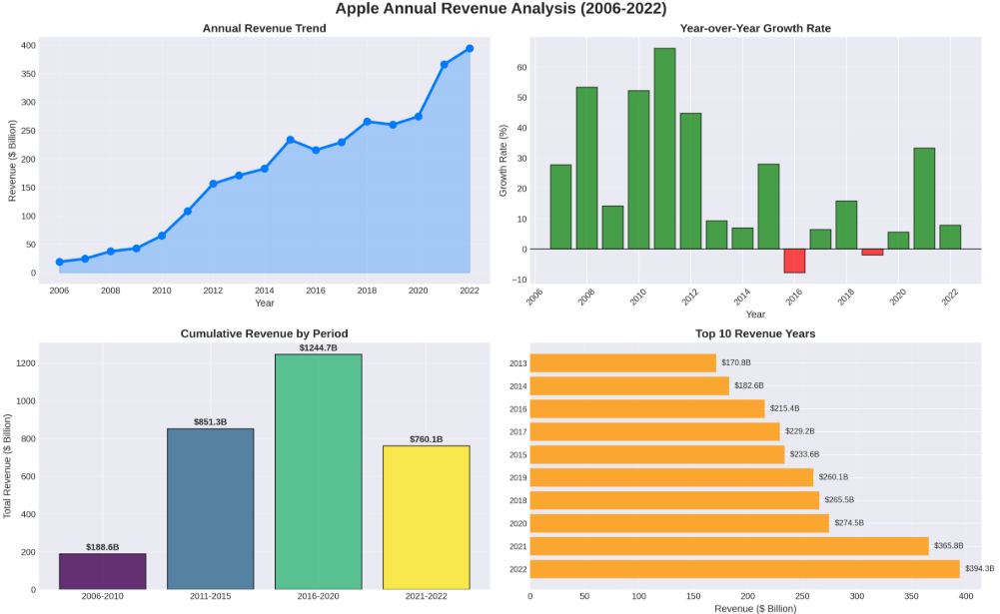 Apple Annual Revenue Analysis (2006-2022)
Annual Revenue Trend
Revenue ($ Billion)
400
350
300
250
200
150
100
50
0
2006 2008 2010 2012 2014 2016 2018 2020 2022
Year
Year-over-Year Growth Rate
Growth Rate (%)
60
50
40
30
20
10
0
−10
2006 2008 2010 2012 2014 2016 2018 2020 2022
Year
Cumulative Revenue by Period
Total Revenue ($ Billion)
1200
1000
800
600
400
200
0
$188.6B
$851.3B
$1244.7B
$760.1B
2006-2010 2011-2015 2016-2020 2021-2022
Top 10 Revenue Years
2013 $170.8B
2014 $182.6B
2016 $215.4B
2017 $229.2B
2015 $233.6B
2019 $260.1B
2018 $265.5B
2020 $274.5B
2021 $365.8B
2022 $394.3B
0 50 100 150 200 250 300 350 400
Revenue ($ Billion)